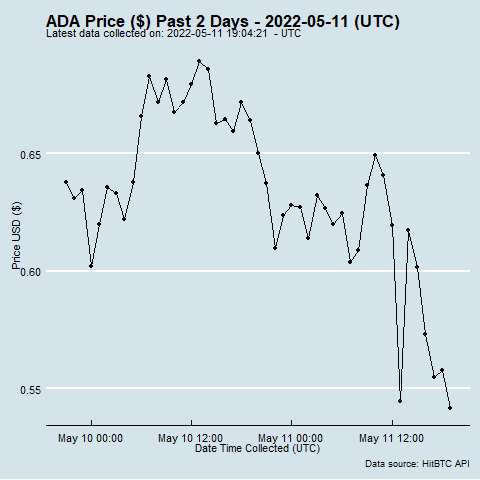 ADA Price ($) Past 2 Days - 2022-05-11 (UTC)
Latest data collected on: 2022-05-11 19:04:21 - UTC
0.65
0.60
0.55
Price USD ($)
May 10 00:00 May 10 12:00 May 11 00:00 May 11 12:00
Date Time Collected (UTC)
Data source: HitBTC API